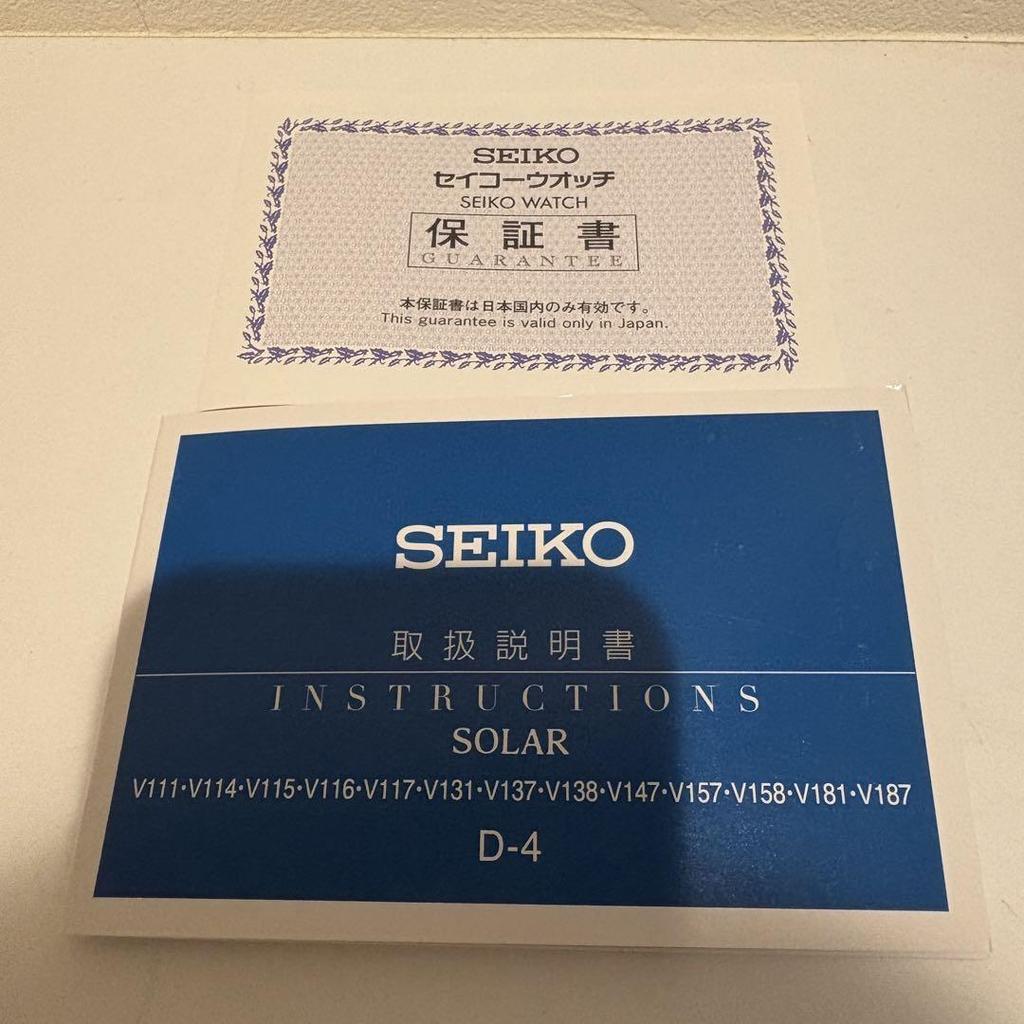 SEIKO
セイコーウオッチ
SEIKO WATCH
保証書
GUARANTEE
本保証書は日本国内のみ有効です。
This guarantee is valid only in Japan.
SEIKO
取扱説明書
INSTRUCTIONS
SOLAR
V111・V114・V115・V116・V117・V131・V137・V138・V147・V157・V158・V181・V187
D-4